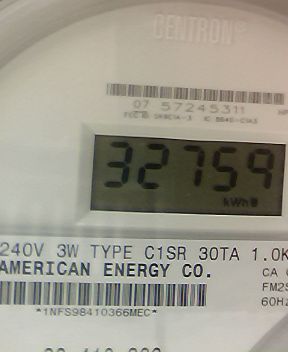 CENTRON®
07 57245311
32759
kWh
240V 3W TYPE C1SR 30TA 1.0K
AMERICAN ENERGY CO.
CA
FM2S
60Hz
*1NFS98410366MEC*